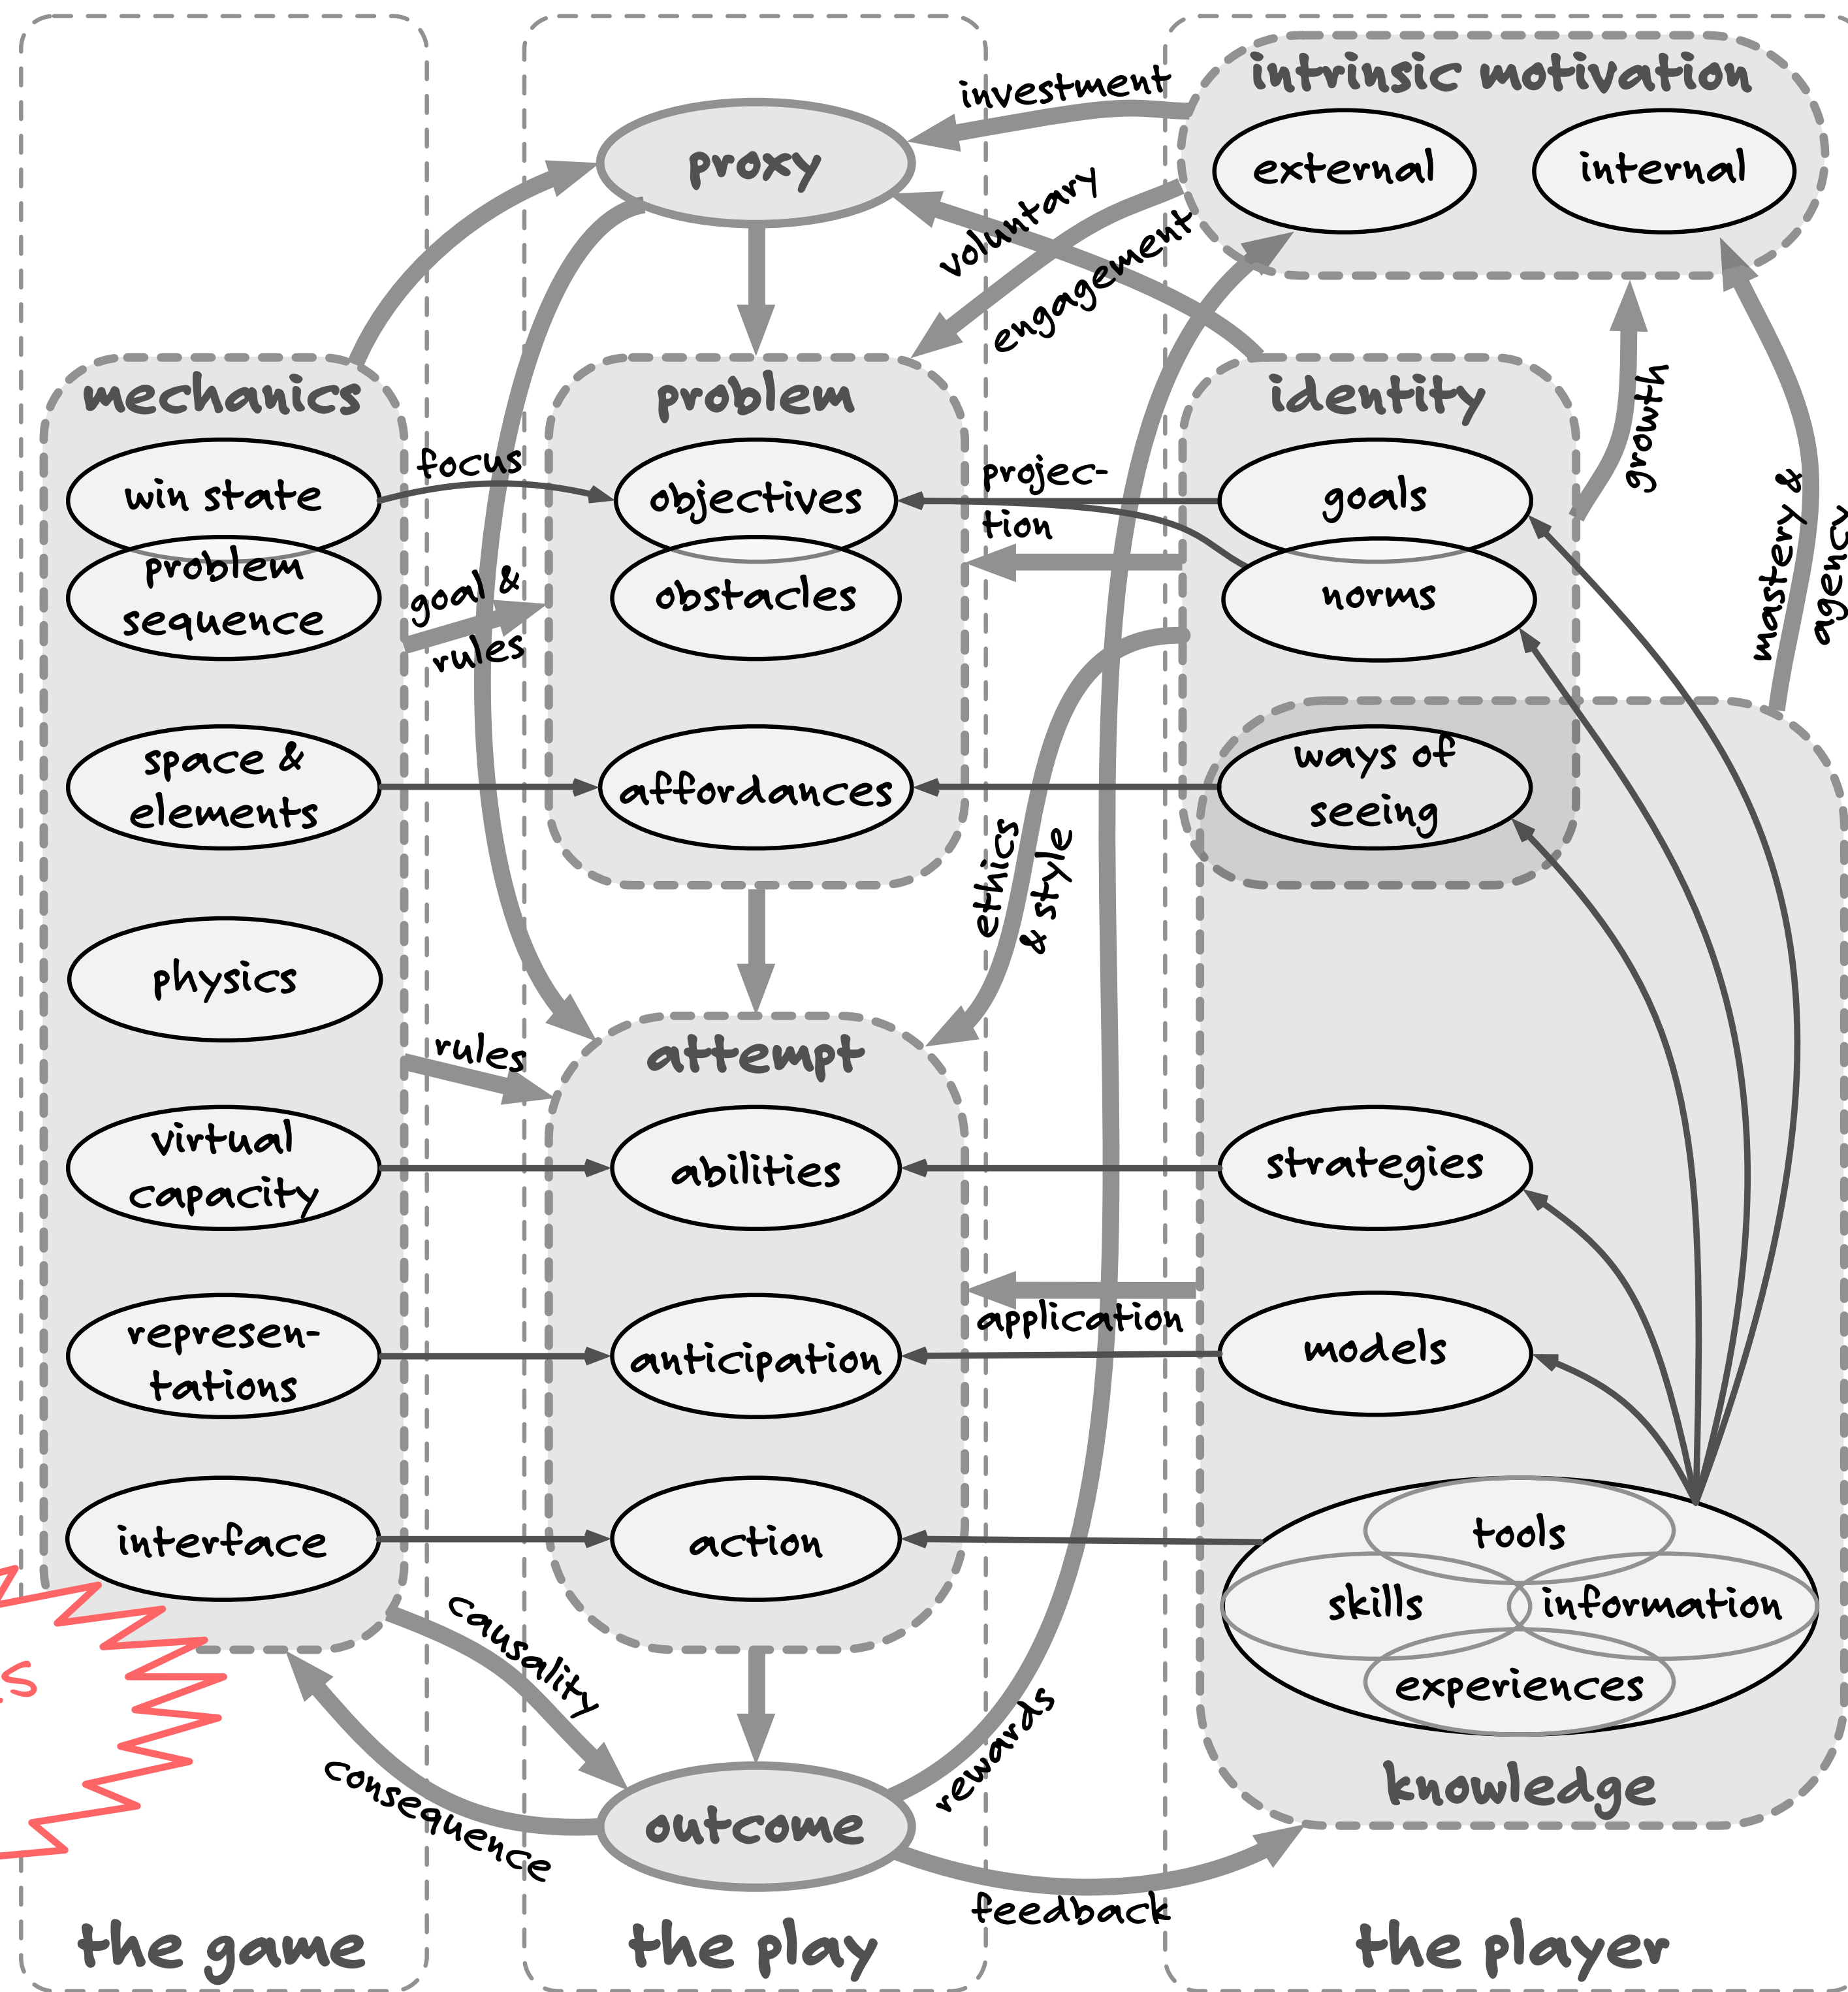 intrinsic motivation
external
internal
investment
proxy
voluntary
engagement
mechanics
win state
problem
sequence
space &
elements
physics
virtual
capacity
represen-
tations
interface
focus
goal &
rules
rules
problem
objectives
obstacles
affordances
attempt
abilities
anticipation
action
projec-
tion
ethics
& style
application
identity
goals
norms
ways of
seeing
growth
mastery &
agency
strategies
models
tools
skills
information
experiences
knowledge
causality
consequence
outcome
rewards
feedback
s
the game
the play
the player